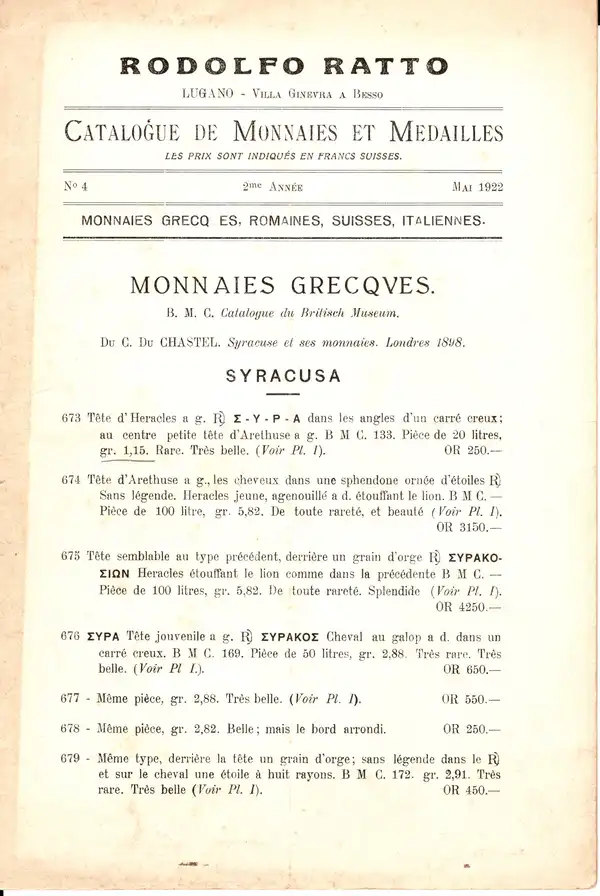 RODOLFO RATTO
LUGANO - VILLA GINEVRA A BESSO
CATALOGUE DE MONNAIES ET MEDAILLES
LES PRIX SONT INDIQUÉS EN FRANCS SUISSES.
Nº 4 2me ANNÉE MAI 1922
MONNAIES GRECQ ES, ROMAINES, SUISSES, ITALIENNES.
MONNAIES GRECQVES.
B. M. C. Catalogue du Britisch Museum.
DU C. DU CHASTEL. Syracuse et ses monnaies. Londres 1898.
SYRACUSA
673 Tête d'Heracles a g. R) Σ - Υ - Ρ - Α dans les angles d'un carré creux;
au centre petite tête d'Arethuse a g. B M C. 133. Pièce de 20 litres,
gr. 1,15. Rare. Très belle. (Voir Pl. I). OR 250.—
674 Tête d'Arethuse a g., les cheveux dans une sphendone ornée d'étoiles R)
Sans légende. Heracles jeune, agenouillé a d. étouffant le lion. B M C. —
Pièce de 100 litre, gr. 5,82. De toute rareté, et beauté (Voir Pl. I).
OR 3150.—
675 Tête semblable au type précédent, derrière un grain d'orge R) ΣΥΡΑΚΟ-
ΣΙΩΝ Heracles étouffant le lion comme dans la précédente B M C. —
Pièce de 100 litres, gr. 5,82. De toute rareté. Splendide (Voir Pl. I).
OR 4250.—
676 ΣΥΡΑ Tête jouvenile a g. R) ΣΥΡΑΚΟΣ Cheval au galop a d. dans un
carré creux. B M C. 169. Pièce de 50 litres, gr. 2,88. Très rare. Très
belle. (Voir Pl I.). OR 650.—
677 - Même pièce, gr. 2,88. Très belle. (Voir Pl. I). OR 550.—
678 - Même pièce, gr. 2,82. Belle; mais le bord arrondi. OR 250.—
679 - Même type, derrière la tête un grain d'orge; sans légende dans le R)
et sur le cheval une étoile à huit rayons. B M C. 172. gr. 2,91. Très
rare. Très belle (Voir Pl. I). OR 450.—